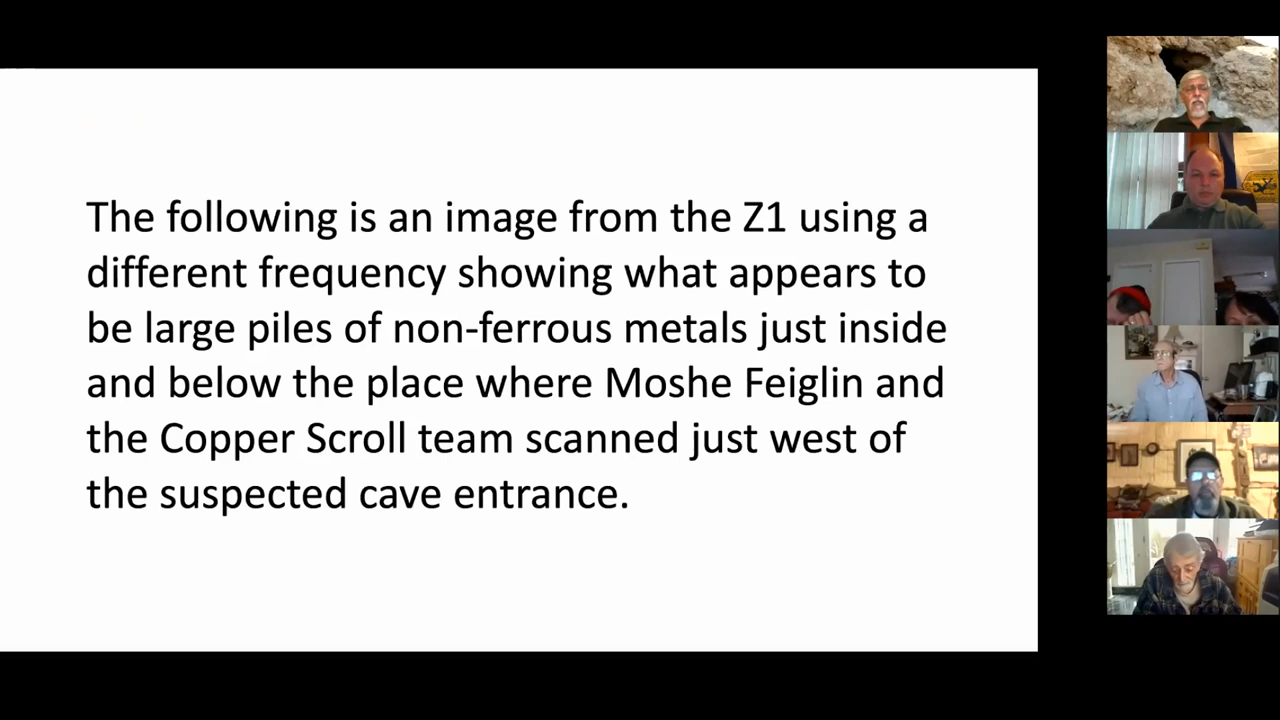 The following is an image from the Z1 using a
different frequency showing what appears to
be large piles of non-ferrous metals just inside
and below the place where Moshe Feiglin and
the Copper Scroll team scanned just west of
the suspected cave entrance.